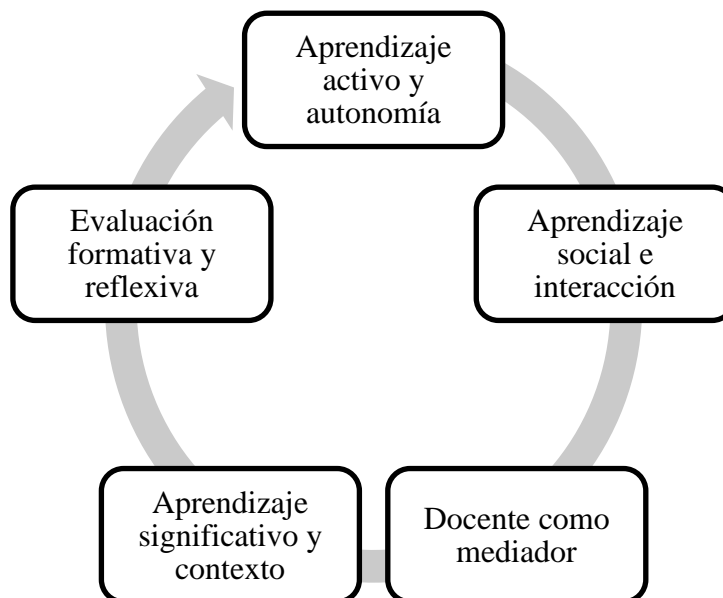 Aprendizaje
activo y
autonomía
Aprendizaje
social e
interacción
Docente como
mediador
Aprendizaje
significativo y
contexto
Evaluación
formativa y
reflexiva